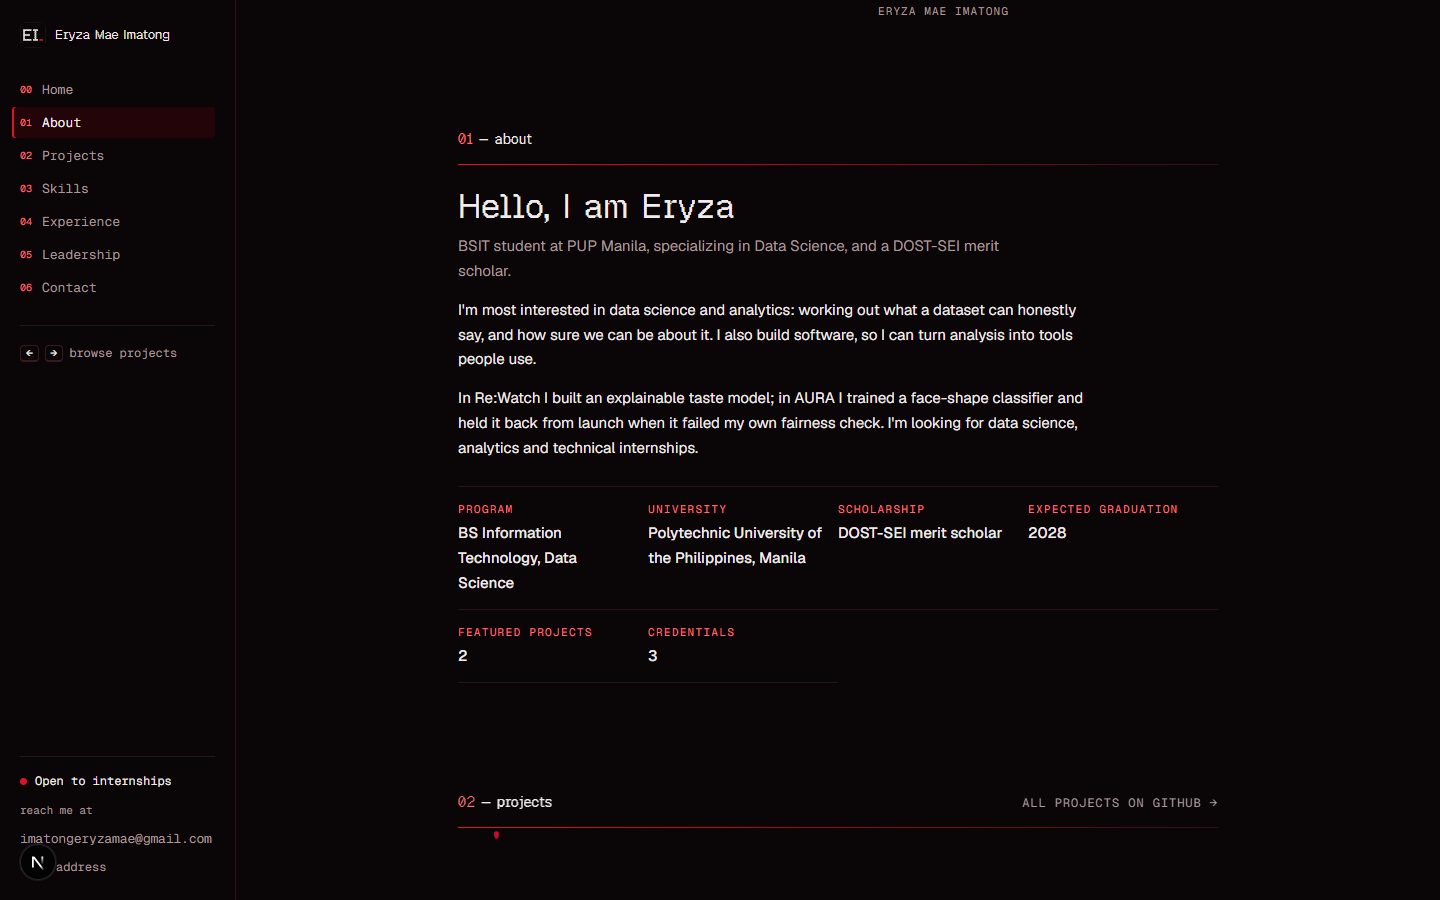 EI. Eryza Mae Imatong
00 Home
01 About
02 Projects
03 Skills
04 Experience
05 Leadership
06 Contact
← → browse projects
Open to internships
reach me at
imatongeryzamae@gmail.com
N address
ERYZA MAE IMATONG
01 — about
Hello, I am Eryza
BSIT student at PUP Manila, specializing in Data Science, and a DOST-SEI merit
scholar.
I'm most interested in data science and analytics: working out what a dataset can honestly
say, and how sure we can be about it. I also build software, so I can turn analysis into tools
people use.
In Re:Watch I built an explainable taste model; in AURA I trained a face-shape classifier and
held it back from launch when it failed my own fairness check. I'm looking for data science,
analytics and technical internships.
PROGRAM
BS Information
Technology, Data
Science
UNIVERSITY
Polytechnic University of
the Philippines, Manila
SCHOLARSHIP
DOST-SEI merit scholar
EXPECTED GRADUATION
2028
FEATURED PROJECTS
2
CREDENTIALS
3
02 — projects
ALL PROJECTS ON GITHUB →